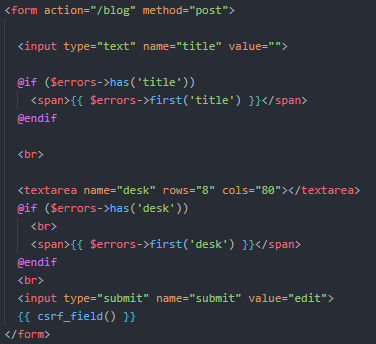 <form action="/blog" method="post">
<input type="text" name="title" value="">
@if ($errors->has('title'))
<span>{{ $errors->first('title') }}</span>
@endif
<br>
<textarea name="desk" rows="8" cols="80"></textarea>
@if ($errors->has('desk'))
<br>
<span>{{ $errors->first('desk') }}</span>
@endif
<br>
<input type="submit" name="submit" value="edit">
{{ csrf_field() }}
</form>